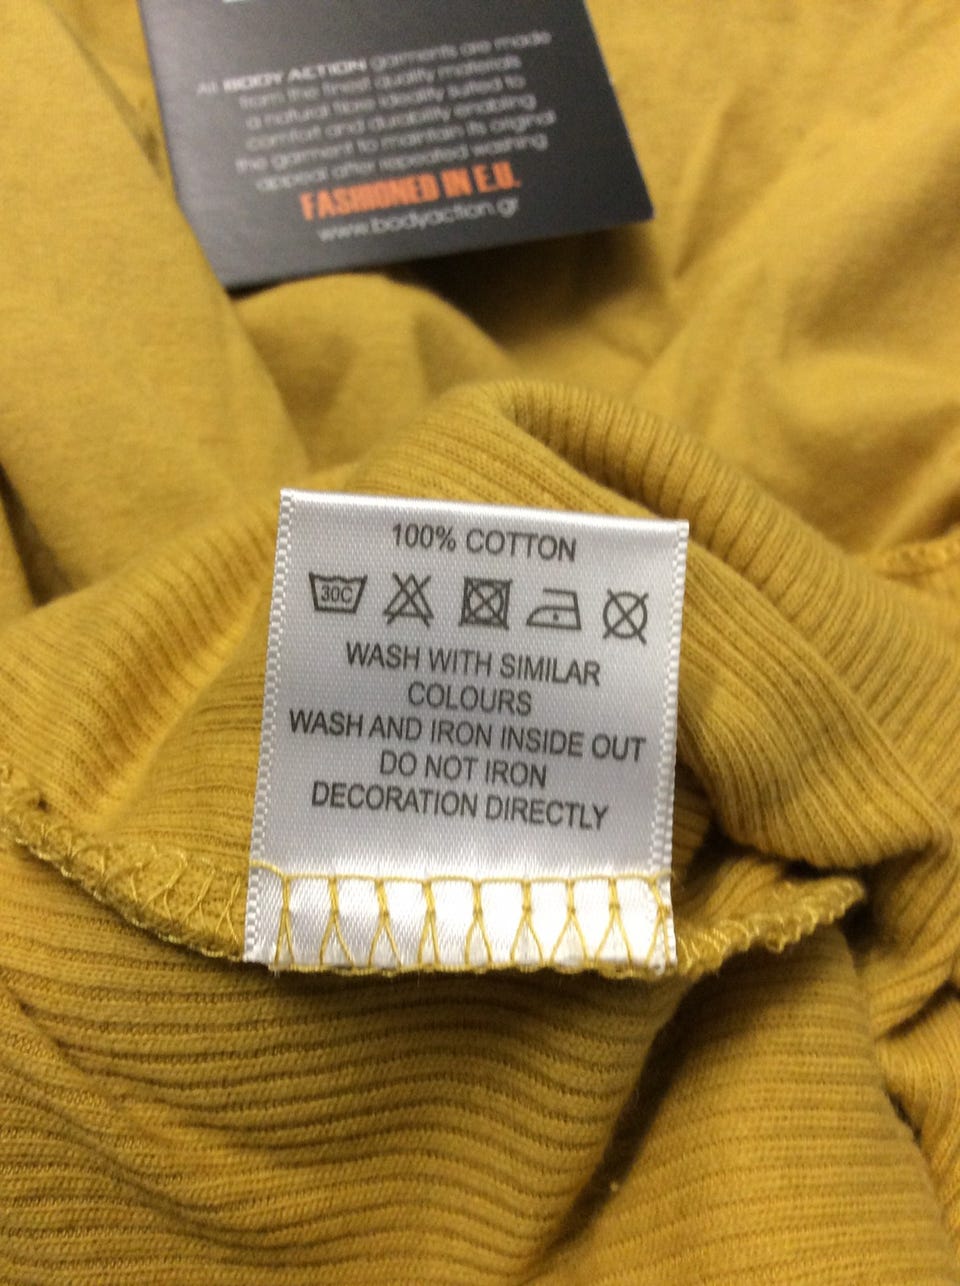 All BODY ACTION garments are made
from the finest quality materials
a natural fibre ideally suited to
comfort and durability enabling
the garment to maintain its original
appeal after repeated washing
FASHIONED IN E.U.
www.bodyaction.gr
100% COTTON
30C
WASH WITH SIMILAR
COLOURS
WASH AND IRON INSIDE OUT
DO NOT IRON
DECORATION DIRECTLY